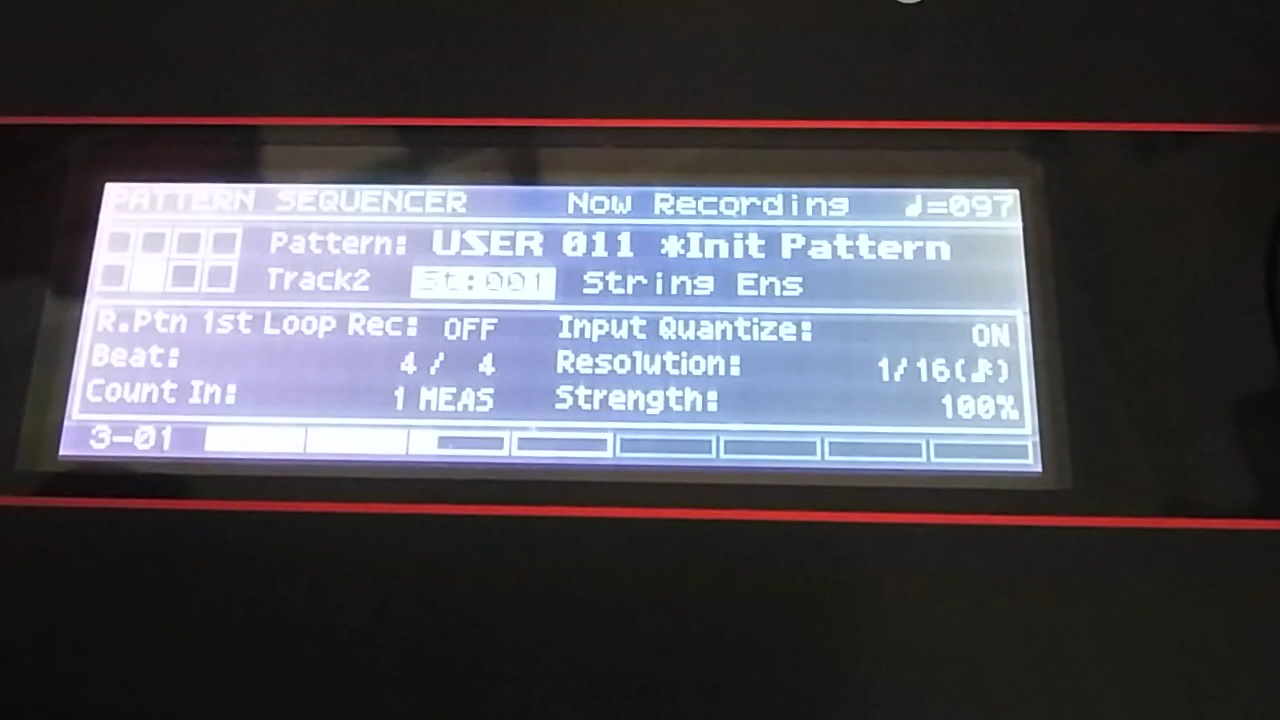 PATTERN SEQUENCER Now Recording ♩=097
Pattern: USER 011 *Init Pattern
Track2 St:001 String Ens
R.Ptn 1st Loop Rec: OFF Input Quantize: ON
Beat: 4/ 4 Resolution: 1/16(♪)
Count In: 1 MEAS Strength: 100%
3-01